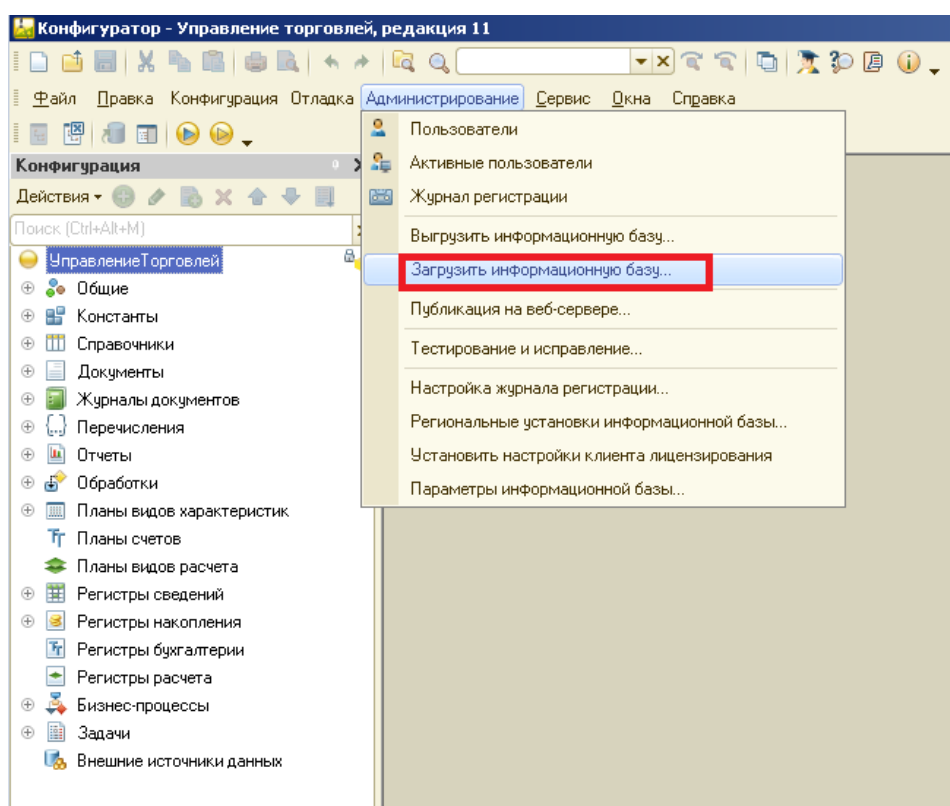 Конфигуратор - Управление торговлей, редакция 11
Файл Правка Конфигурация Отладка Администрирование Сервис Окна Справка
Конфигурация
Действия
Поиск (Ctrl+Alt+M)
УправлениеТорговлей
Общие
Константы
Справочники
Документы
Журналы документов
Перечисления
Отчеты
Обработки
Планы видов характеристик
Планы счетов
Планы видов расчета
Регистры сведений
Регистры накопления
Регистры бухгалтерии
Регистры расчета
Бизнес-процессы
Задачи
Внешние источники данных
Пользователи
Активные пользователи
Журнал регистрации
Выгрузить информационную базу...
Загрузить информационную базу...
Публикация на веб-сервере...
Тестирование и исправление...
Настройка журнала регистрации...
Региональные установки информационной базы...
Установить настройки клиента лицензирования
Параметры информационной базы...